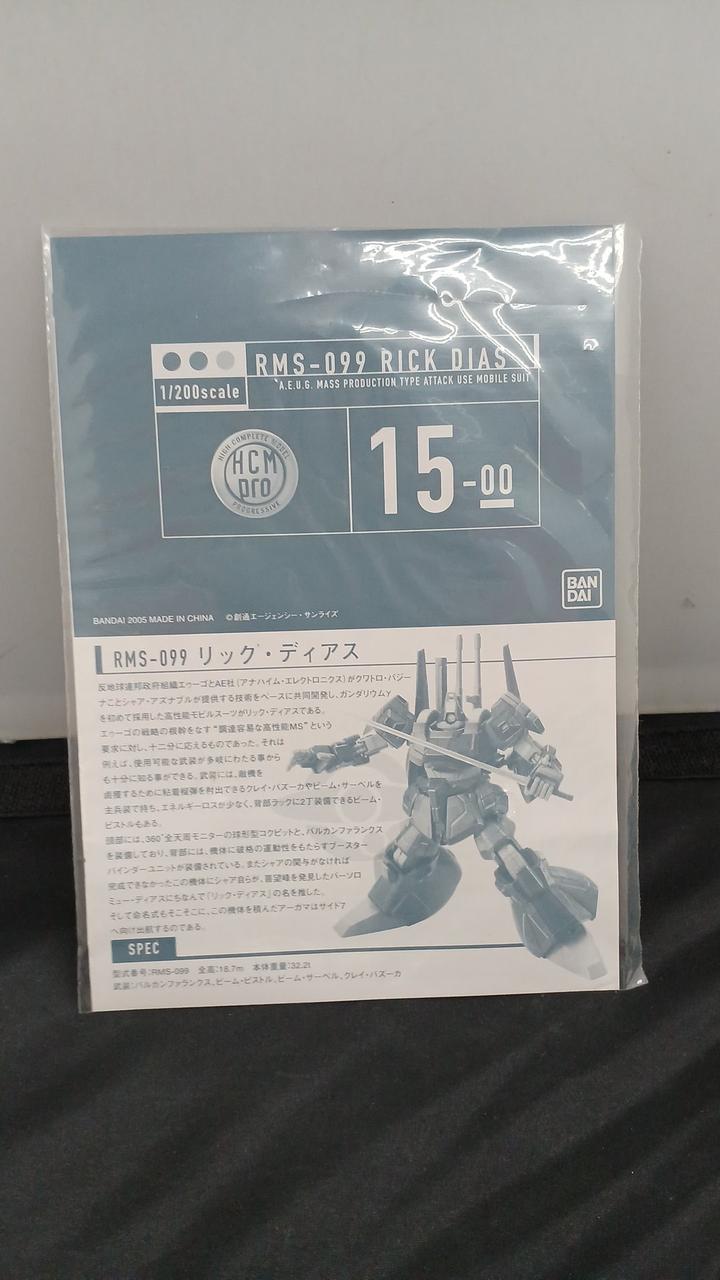 RMS-099 RICK DIAS
1/200scale
A.E.U.G. MASS PRODUCTION TYPE ATTACK USE MOBILE SUIT
HIGH COMPLETE MODEL
HCM
pro
PROGRESSIVE
15-00
BAN
DAI
BANDAI 2005 MADE IN CHINA ©創通エージェンシー・サンライズ
RMS-099 リック・ディアス
反地球連邦政府組織エゥーゴとAE社(アナハイム・エレクトロニクス)がクワトロ・バジー
ナことシャア・アズナブルが提供する技術をベースに共同開発し、ガンダリウムγ
を初めて採用した高性能モビルスーツがリック・ディアスである。
エゥーゴの戦略の根幹をなす“調達容易な高性能MS”という
要求に対し、十二分に応えるものであった。それは
例えば、使用可能な武装が多岐にわたる事から
も十分に知る事ができる。武装には、敵機を
鹵獲するために粘着榴弾を射出できるクレイ・バズーカやビーム・サーベルを
主兵装で持ち、エネルギーロスが少なく、背部ラックに2丁装備できるビーム・
ピストルもある。
頭部には、360°全天周モニターの球形型コクピットと、バルカンファランクス
を装備しており、背部には、機体に破格の運動性をもたらすブースター
バインダーユニットが装備されている。またシャアの関与がなければ
完成できなかったこの機体にシャア自らが、喜望峰を発見したバーソロ
ミュー・ディアスにちなんで「リック・ディアス」の名を推した。
そして命名式もそこそこに、この機体を積んだアーガマはサイド7
へ向け出航するのである。
SPEC
型式番号:RMS-099 全高:18.7m 本体重量:32.2t
武装:バルカンファランクス、ビーム・ピストル、ビーム・サーベル、クレイ・バズーカ